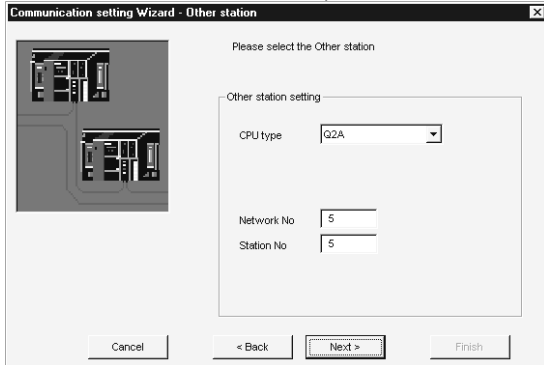 Communication setting Wizard - Other station
Please select the Other station
Other station setting
CPU type
Q2A
Network No
5
Station No
5
Cancel
< Back
Next >
Finish